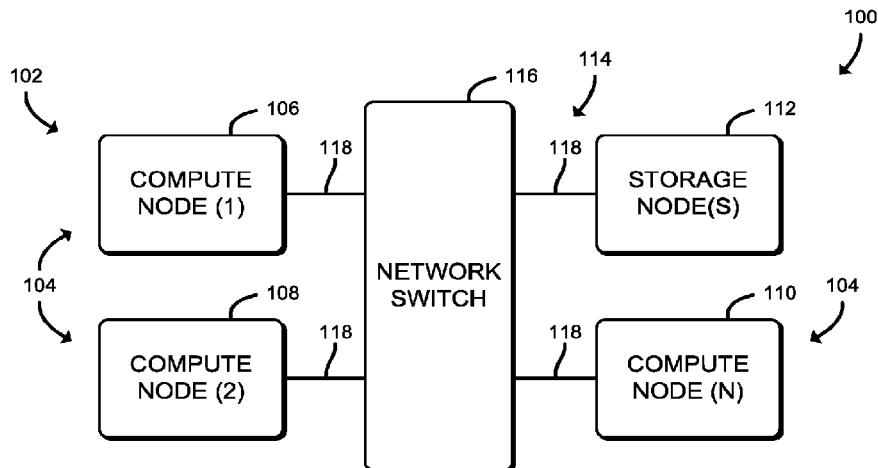 100
102
106
116
114
112
118
118
COMPUTE
NODE (1)
STORAGE
NODE(S)
NETWORK
SWITCH
104
108
110
104
118
118
COMPUTE
NODE (2)
COMPUTE
NODE (N)